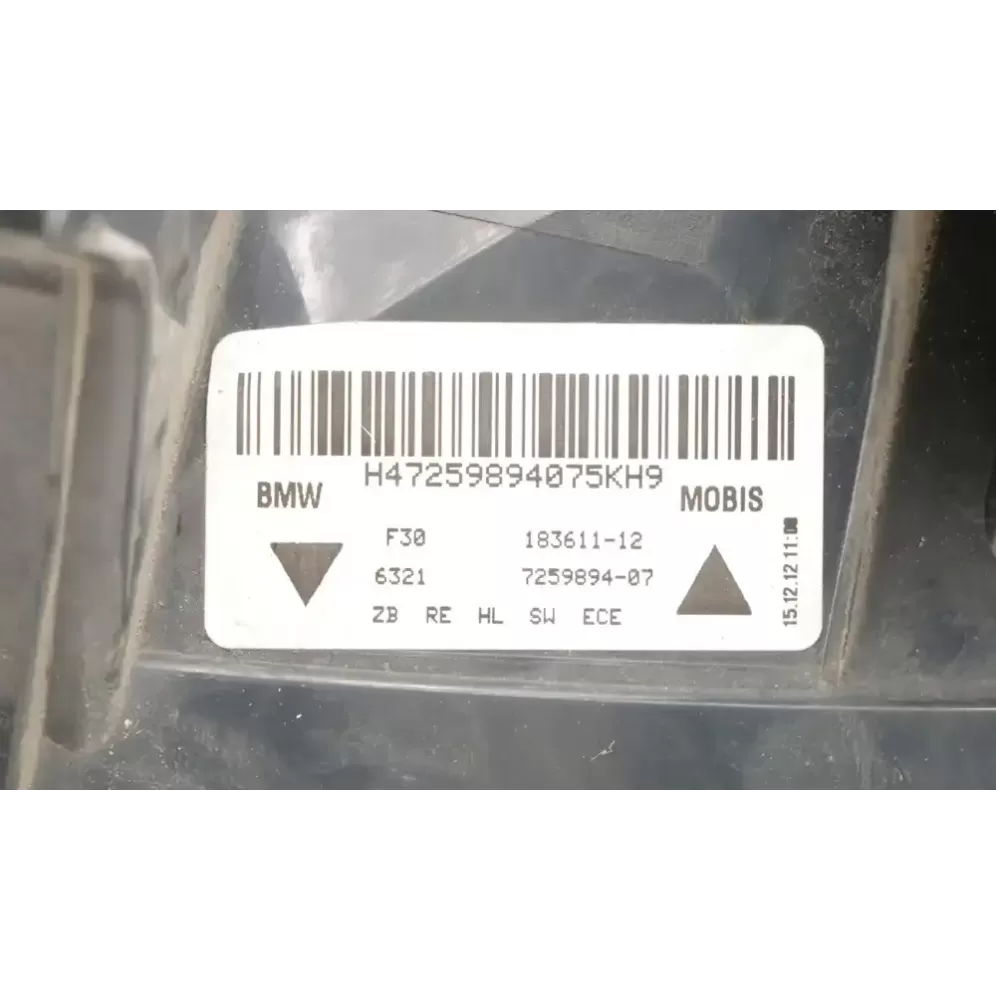 H47259894075KH9
BMW
MOBIS
F30 183611-12
6321 7259894-07
ZB RE HL SW ECE
15.12.12 11:08